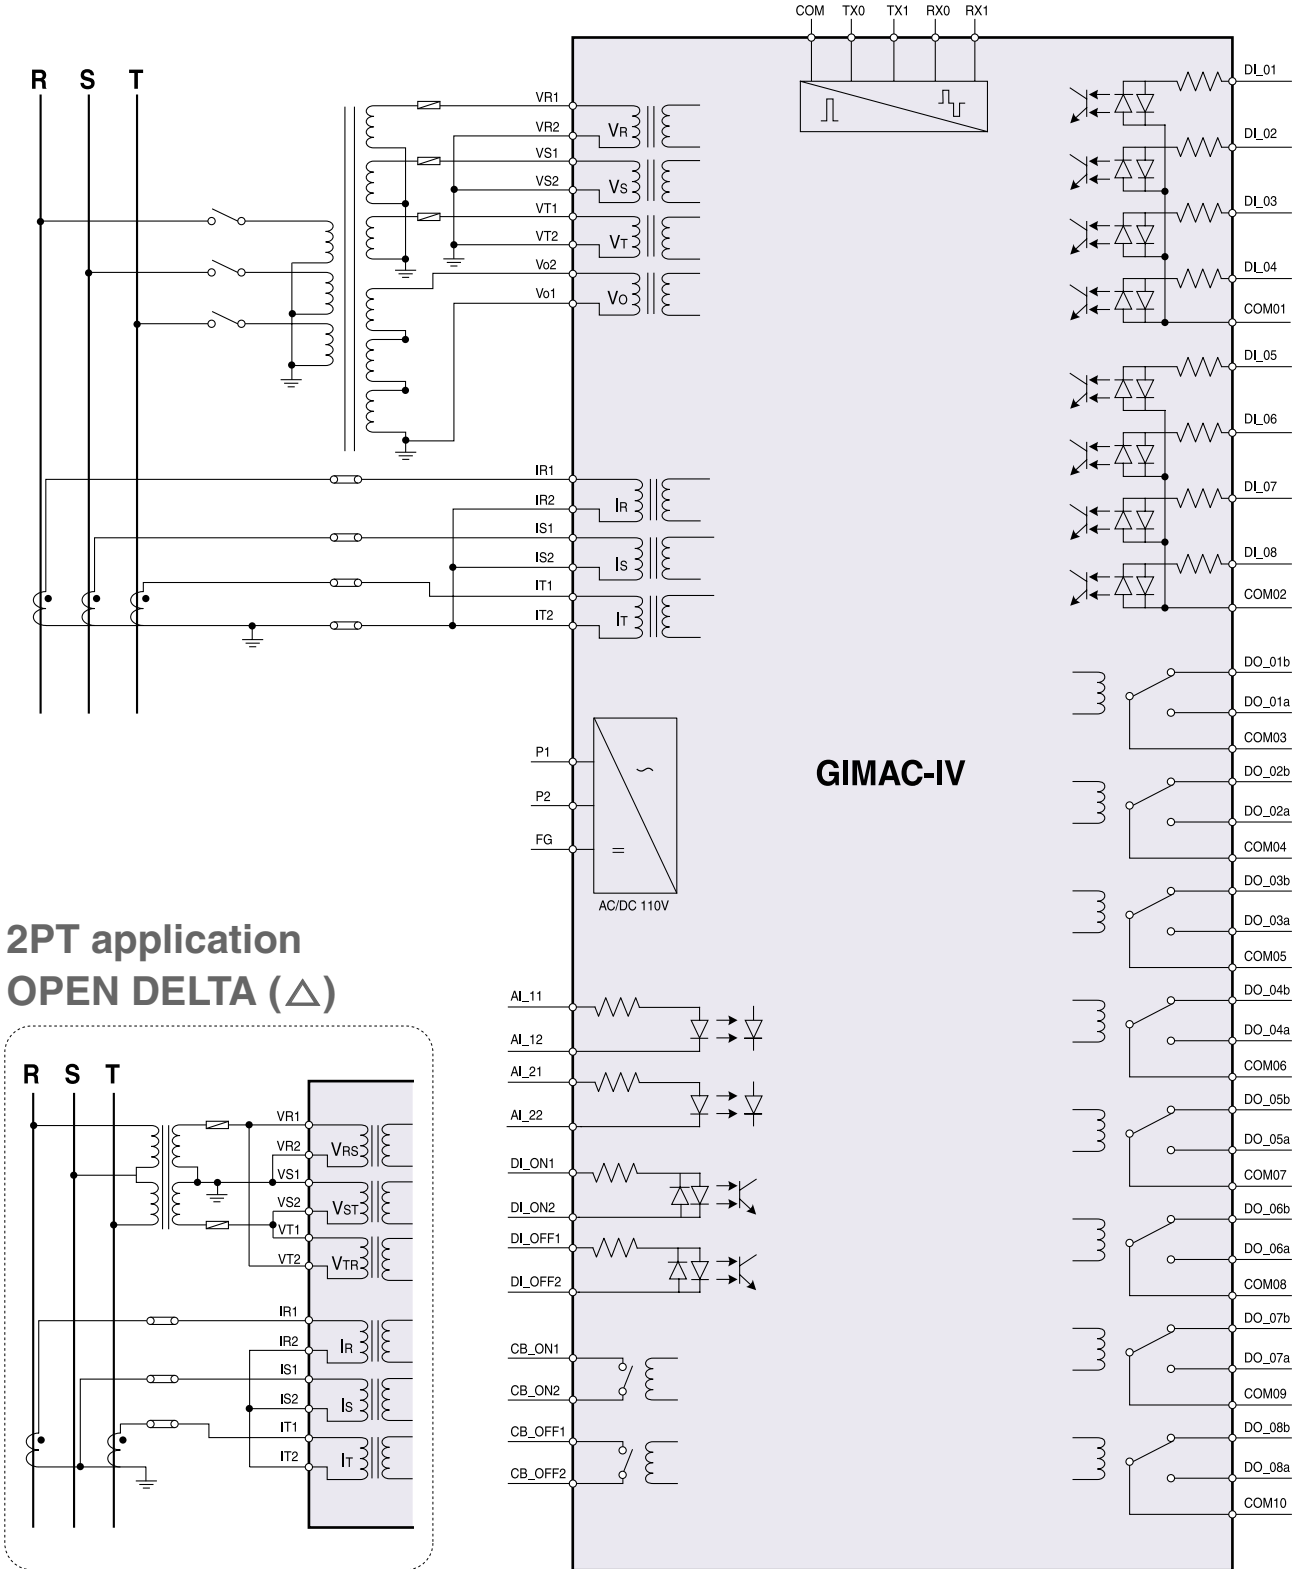 COM TX0 TX1 RX0 RX1
R S T
VR1
VR2
VS1
VS2
VT1
VT2
Vo2
Vo1
VR
VS
VT
VO
IR1
IR2
IS1
IS2
IT1
IT2
IR
IS
IT
P1
P2
FG
AC/DC 110V
GIMAC-IV
AI_11
AI_12
AI_21
AI_22
DI_ON1
DI_ON2
DI_OFF1
DI_OFF2
CB_ON1
CB_ON2
CB_OFF1
CB_OFF2
DI_01
DI_02
DI_03
DI_04
COM01
DI_05
DI_06
DI_07
DI_08
COM02
DO_01b
DO_01a
COM03
DO_02b
DO_02a
COM04
DO_03b
DO_03a
COM05
DO_04b
DO_04a
COM06
DO_05b
DO_05a
COM07
DO_06b
DO_06a
COM08
DO_07b
DO_07a
COM09
DO_08b
DO_08a
COM10
2PT application
OPEN DELTA (△)
R S T
VR1
VR2
VS1
VS2
VT1
VT2
VRS
VST
VTR
IR1
IR2
IS1
IS2
IT1
IT2
IR
IS
IT